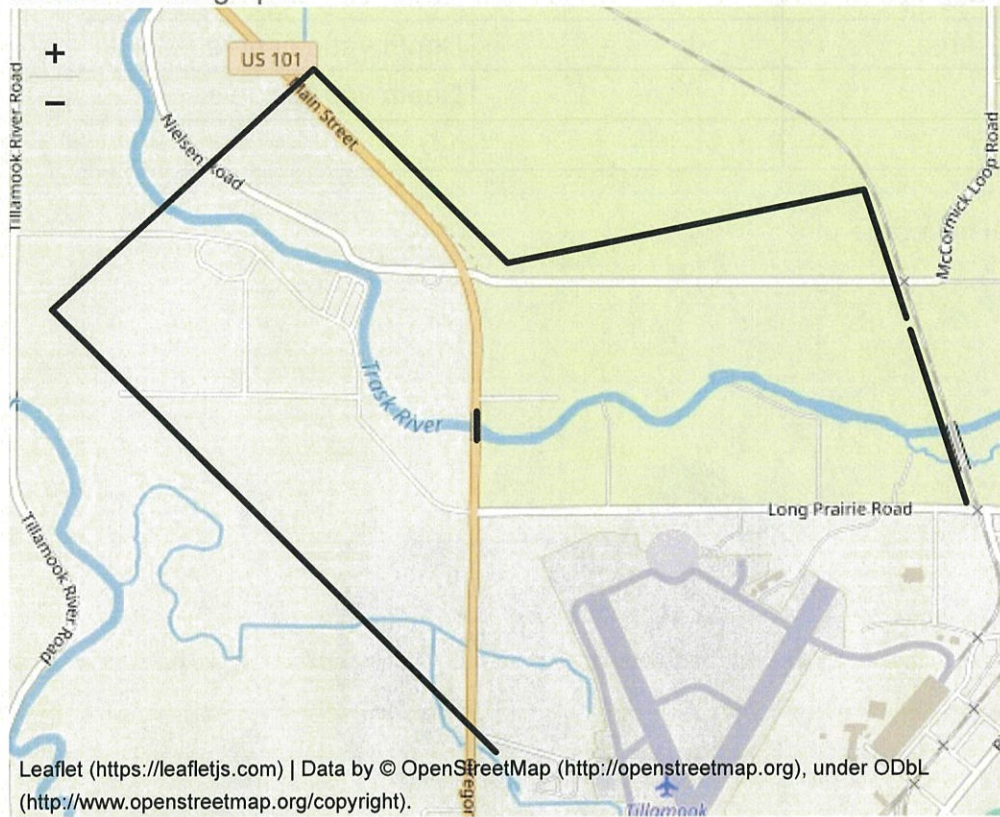 US 101
Main Street
Nielsen Road
Tillamook River Road
McCormick Loop Road
Trask River
Long Prairie Road
Tillamook River Road
Tillamook
Leaflet (https://leafletjs.com) | Data by © OpenStreetMap (http://openstreetmap.org), under ODbL
(http://www.openstreetmap.org/copyright).